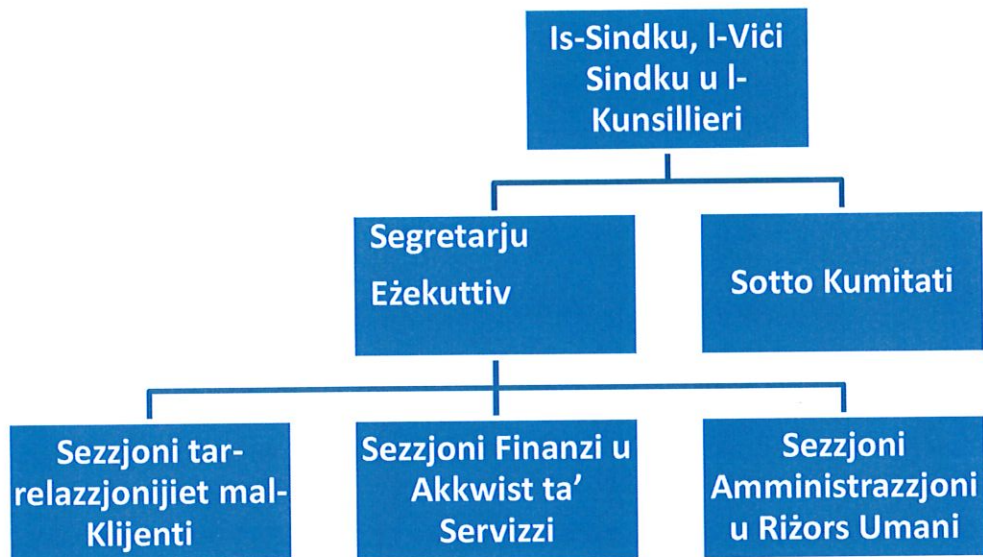 Is-Sindku, l-Viċi
Sindku u l-
Kunsillieri
Segretarju
Eżekuttiv
Sotto Kumitati
Sezzjoni tar-
relazzjonijiet mal-
Klijenti
Sezzjoni Finanzi u
Akkwist ta’
Servizzi
Sezzjoni
Amministrazzjoni
u Riżors Umani